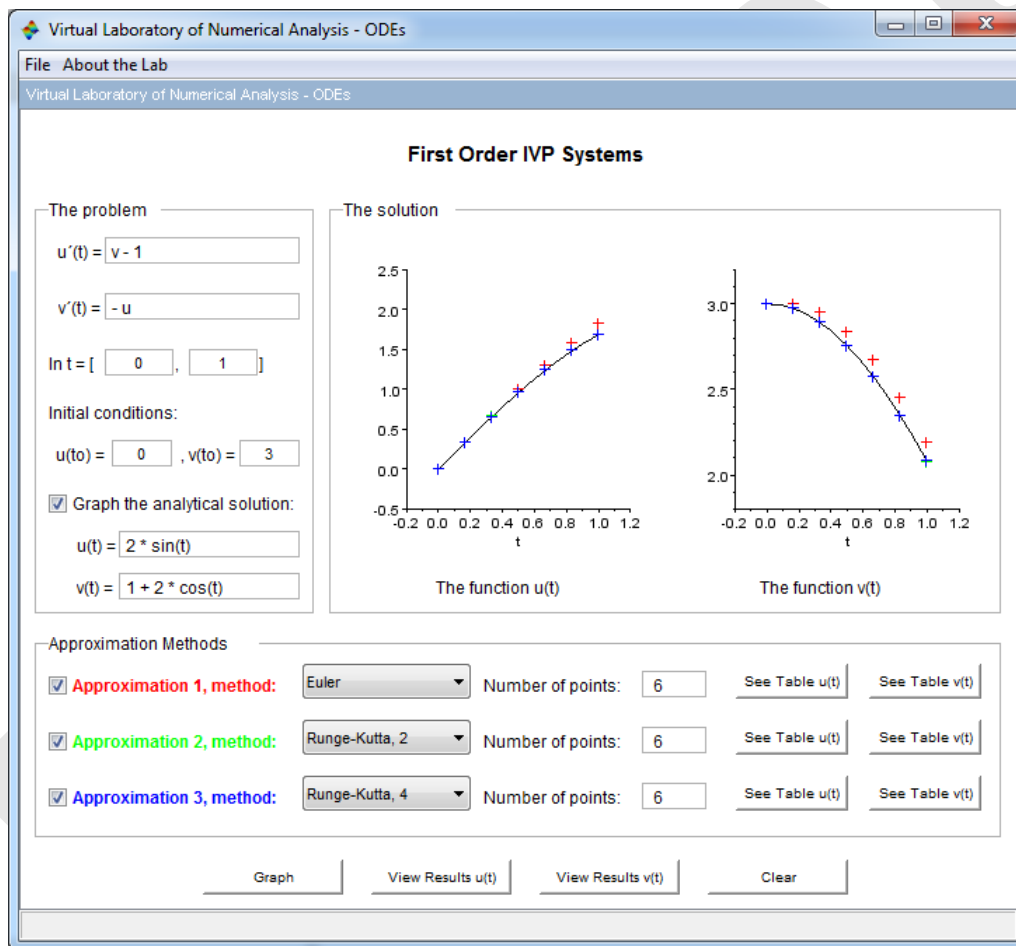 Virtual Laboratory of Numerical Analysis - ODEs
File About the Lab
Virtual Laboratory of Numerical Analysis - ODEs
First Order IVP Systems
The problem
u´(t) = v - 1
v´(t) = - u
In t = [ 0 , 1 ]
Initial conditions:
u(to) = 0 , v(to) = 3
Graph the analytical solution:
u(t) = 2 * sin(t)
v(t) = 1 + 2 * cos(t)
The solution
2.5
2.0
1.5
1.0
0.5
0.0
-0.5
-0.2 0.0 0.2 0.4 0.6 0.8 1.0 1.2
t
The function u(t)
3.0
2.5
2.0
-0.2 0.0 0.2 0.4 0.6 0.8 1.0 1.2
t
The function v(t)
Approximation Methods
Approximation 1, method: Euler Number of points: 6 See Table u(t) See Table v(t)
Approximation 2, method: Runge-Kutta, 2 Number of points: 6 See Table u(t) See Table v(t)
Approximation 3, method: Runge-Kutta, 4 Number of points: 6 See Table u(t) See Table v(t)
Graph View Results u(t) View Results v(t) Clear